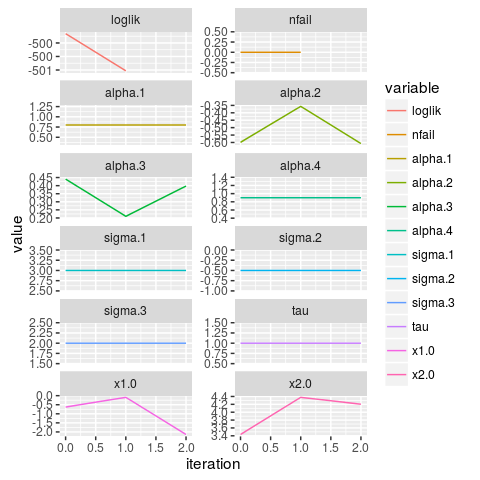 loglik
nfail
-500
-500
-501
0.50
0.25
0.00
-0.25
-0.50
alpha.1
alpha.2
1.25
1.00
0.75
0.50
-0.35
-0.40
-0.45
-0.50
-0.55
-0.60
alpha.3
alpha.4
0.45
0.40
0.35
0.30
0.25
0.20
1.4
1.2
1.0
0.8
0.6
0.4
sigma.1
sigma.2
3.50
3.25
3.00
2.75
2.50
0.00
-0.25
-0.50
-0.75
-1.00
sigma.3
tau
2.50
2.25
2.00
1.75
1.50
1.50
1.25
1.00
0.75
0.50
x1.0
x2.0
0.0
-0.5
-1.0
-1.5
-2.0
4.4
4.2
4.0
3.8
3.6
3.4
0.0 0.5 1.0 1.5 2.0
0.0 0.5 1.0 1.5 2.0
iteration
value
variable
loglik
nfail
alpha.1
alpha.2
alpha.3
alpha.4
sigma.1
sigma.2
sigma.3
tau
x1.0
x2.0